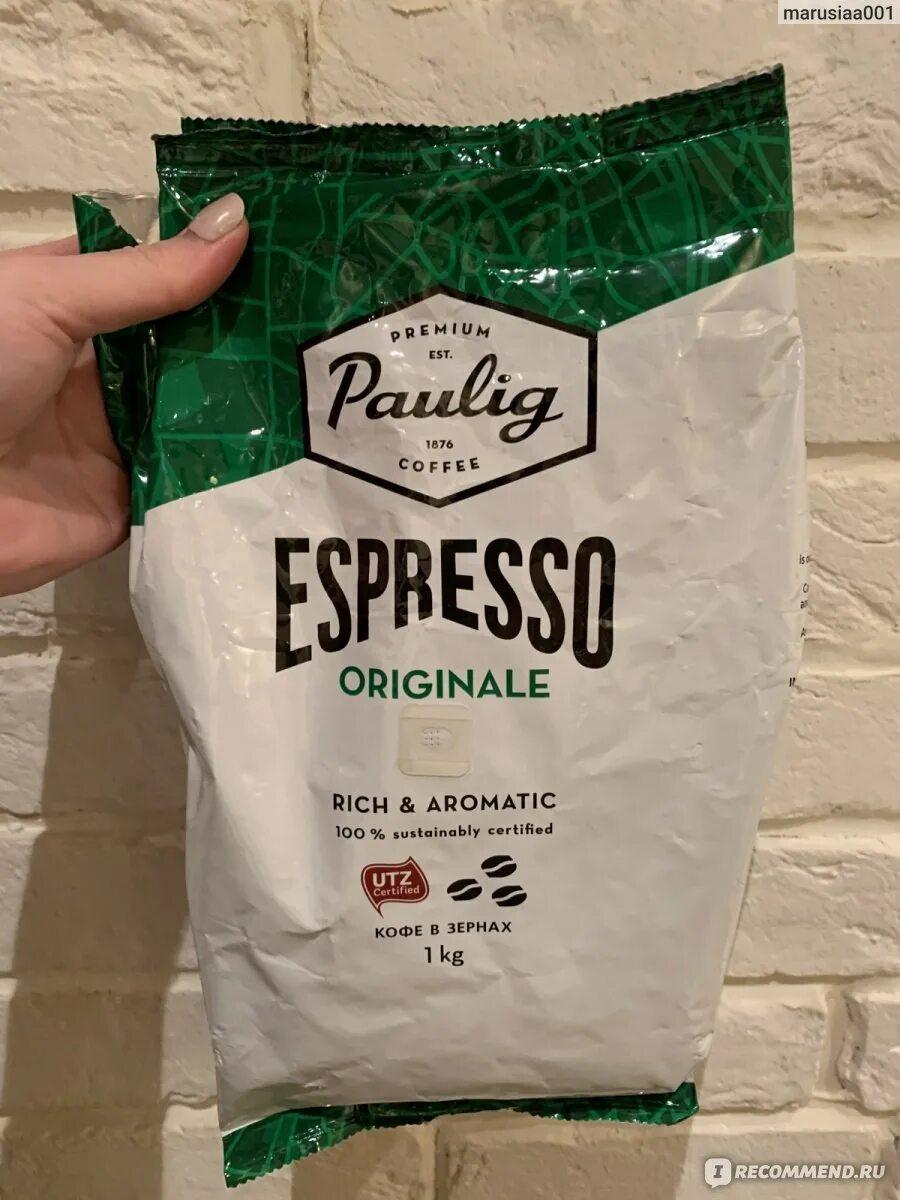 marusiaa001
PREMIUM
EST.
Paulig
1876
COFFEE
ESPRESSO
ORIGINALE
RICH & AROMATIC
100 % sustainably certified
UTZ
Certified
КОФЕ В ЗЕРНАХ
1 kg
IRECOMMEND.RU